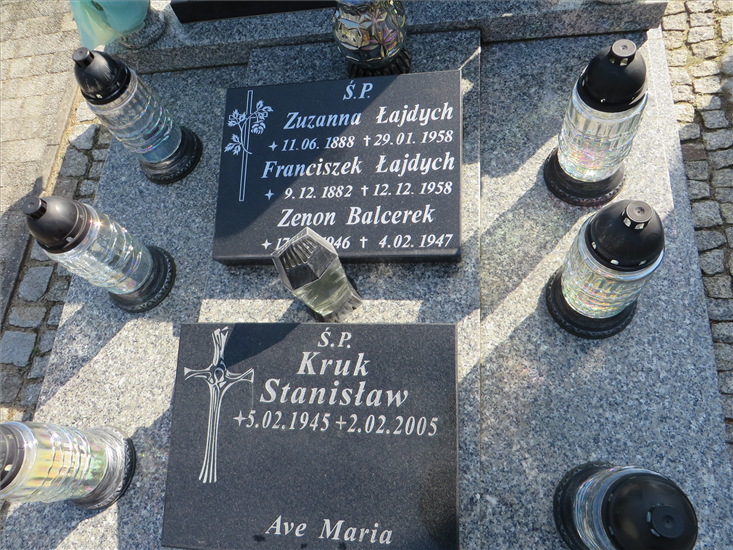 Ś.P.
Zuzanna Łajdych
11.06.1888 † 29.01.1958
Franciszek Łajdych
9.12.1882 † 12.12.1958
Zenon Balcerek
† 4.02.1947
Ś.P.
Kruk
Stanisław
+5.02.1945 +2.02.2005
Ave Maria